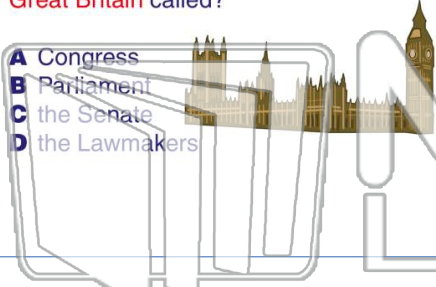 Great Britain called?
A Congress
B Parliament
C the Senate
D the Lawmakers